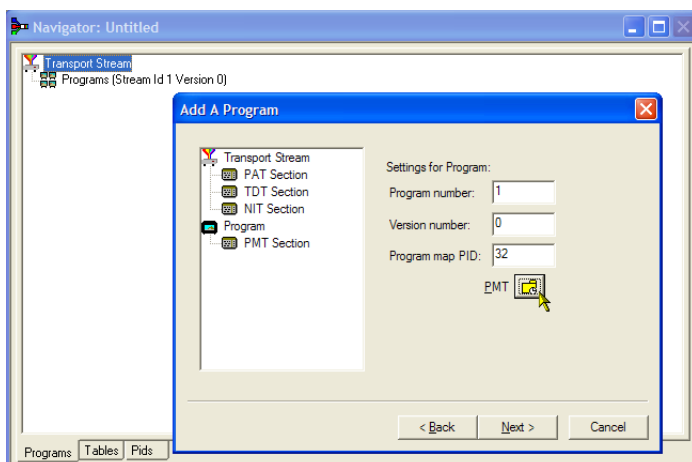 Navigator: Untitled
Transport Stream
Programs (Stream Id 1 Version 0)
Add A Program
Transport Stream
PAT Section
TDT Section
NIT Section
Program
PMT Section
Settings for Program:
Program number: 1
Version number: 0
Program map PID: 32
PMT
< Back Next > Cancel
Programs Tables Pids